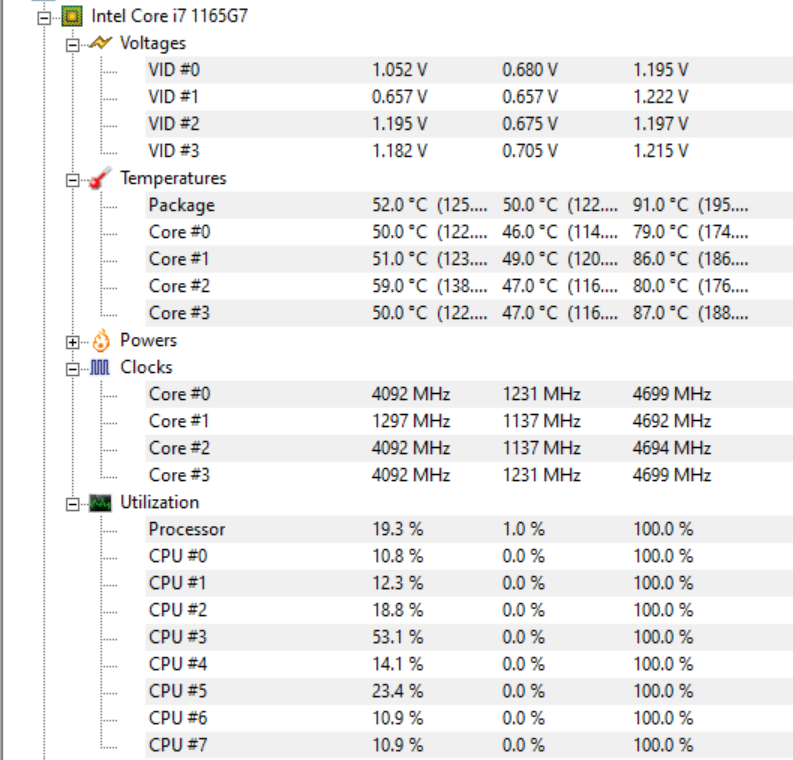 Intel Core i7 1165G7
Voltages
VID #0 1.052 V 0.680 V 1.195 V
VID #1 0.657 V 0.657 V 1.222 V
VID #2 1.195 V 0.675 V 1.197 V
VID #3 1.182 V 0.705 V 1.215 V
Temperatures
Package 52.0 °C (125.... 50.0 °C (122.... 91.0 °C (195....
Core #0 50.0 °C (122.... 46.0 °C (114.... 79.0 °C (174....
Core #1 51.0 °C (123.... 49.0 °C (120.... 86.0 °C (186....
Core #2 59.0 °C (138.... 47.0 °C (116.... 80.0 °C (176....
Core #3 50.0 °C (122.... 47.0 °C (116.... 87.0 °C (188....
Powers
Clocks
Core #0 4092 MHz 1231 MHz 4699 MHz
Core #1 1297 MHz 1137 MHz 4692 MHz
Core #2 4092 MHz 1137 MHz 4694 MHz
Core #3 4092 MHz 1231 MHz 4699 MHz
Utilization
Processor 19.3 % 1.0 % 100.0 %
CPU #0 10.8 % 0.0 % 100.0 %
CPU #1 12.3 % 0.0 % 100.0 %
CPU #2 18.8 % 0.0 % 100.0 %
CPU #3 53.1 % 0.0 % 100.0 %
CPU #4 14.1 % 0.0 % 100.0 %
CPU #5 23.4 % 0.0 % 100.0 %
CPU #6 10.9 % 0.0 % 100.0 %
CPU #7 10.9 % 0.0 % 100.0 %